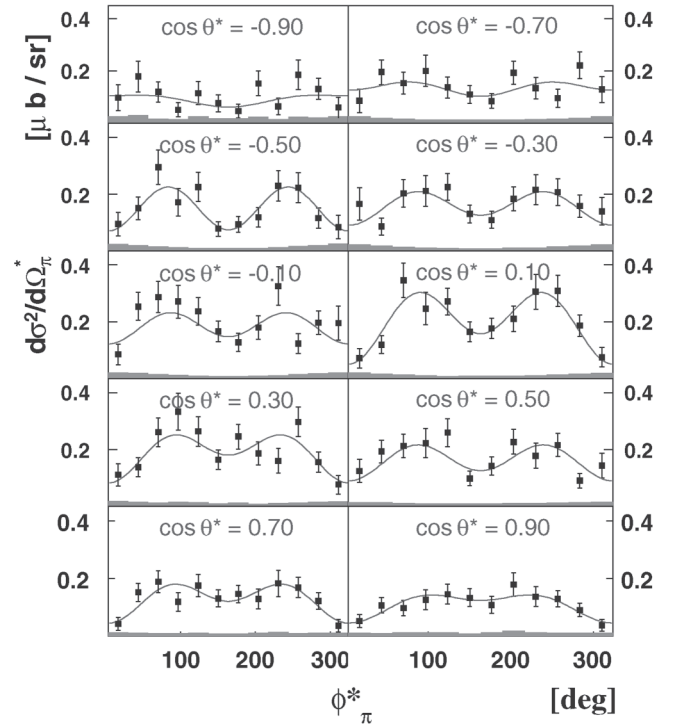 0.4 cos θ* = -0.90 cos θ* = -0.70 0.4
0.2 0.2
[μ b / sr]
cos θ* = -0.50 cos θ* = -0.30
0.2 0.2
dσ²/dΩ*π
0.4 cos θ* = -0.10 cos θ* = 0.10 0.4
0.2 0.2
0.4 cos θ* = 0.30 cos θ* = 0.50 0.4
0.2 0.2
0.4 cos θ* = 0.70 cos θ* = 0.90 0.4
0.2 0.2
100 200 300 100 200 300
ϕ*π [deg]